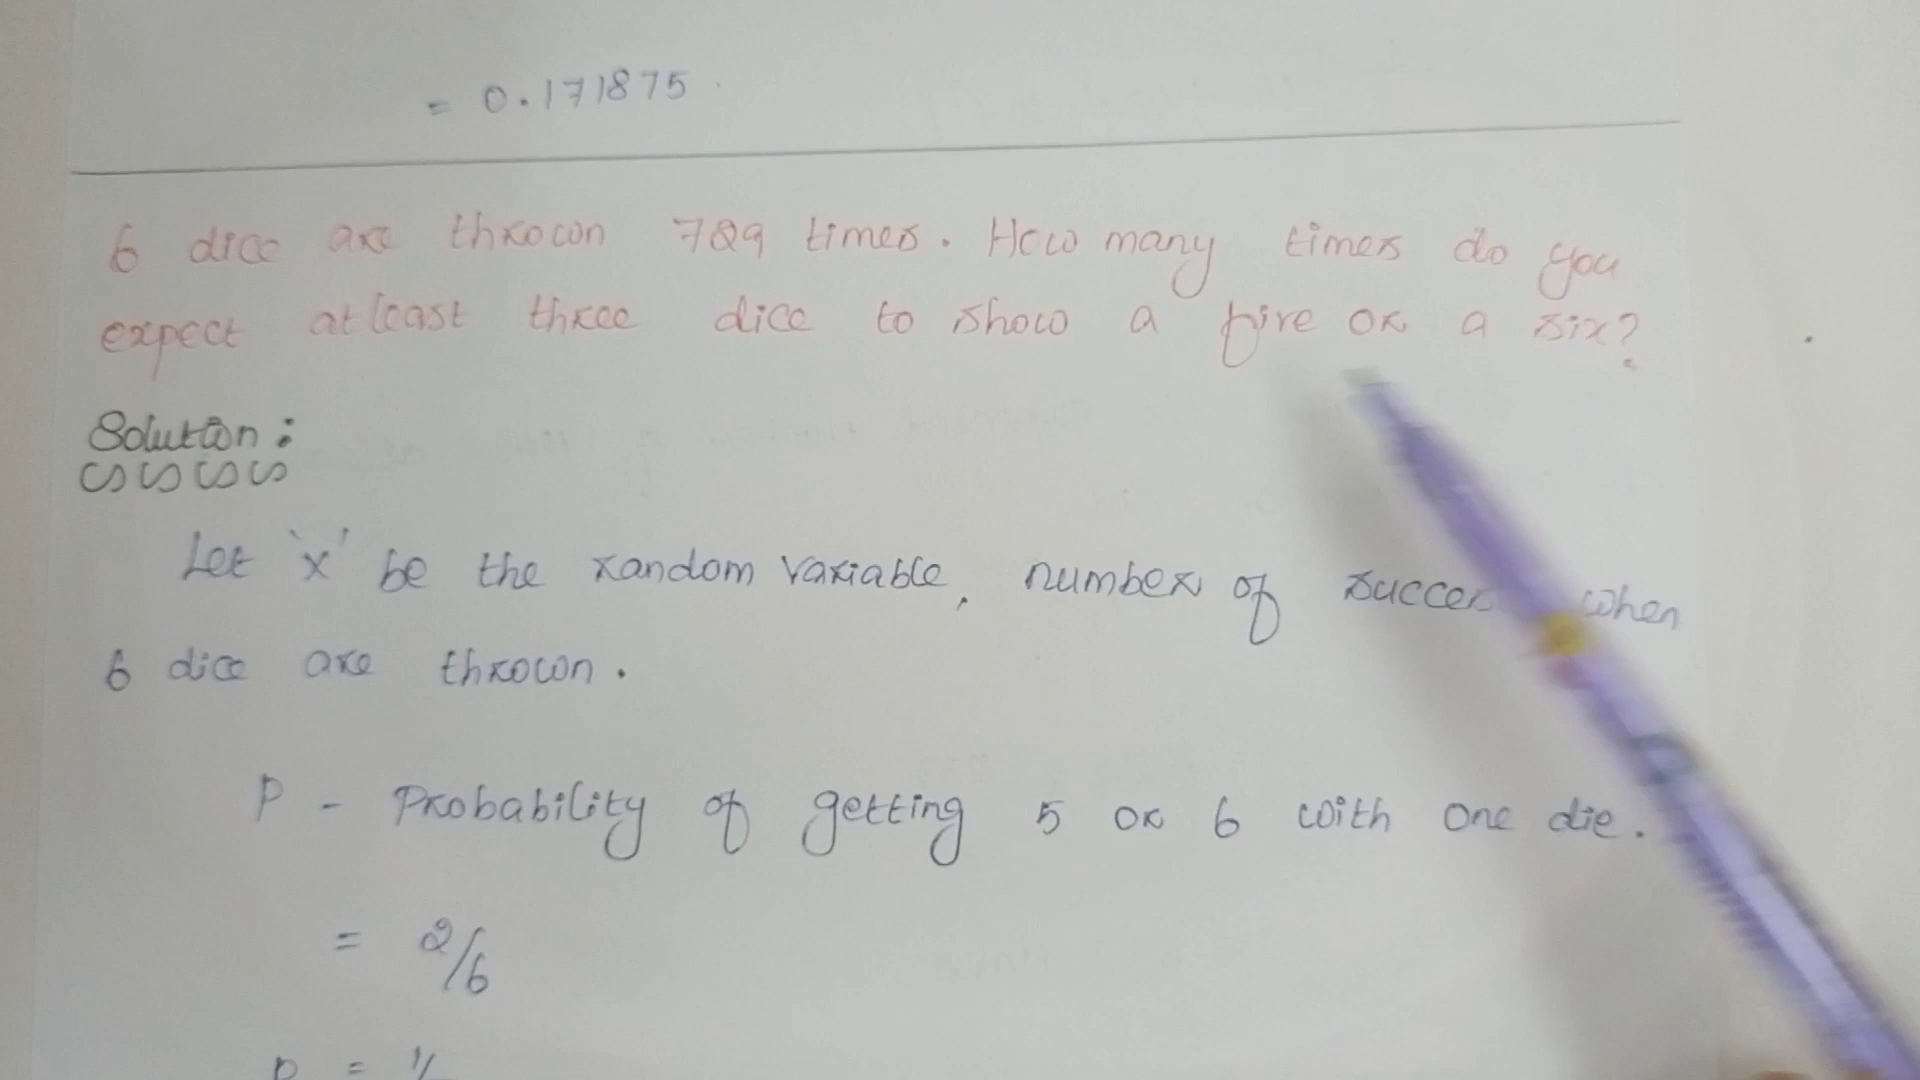 = 0.171875.
6 dice are thrown 729 times. How many times do you
expect atleast three dice to show a five or a six?
Solution:
Let 'x' be the random variable, number of success when
6 dice are thrown.
P - Probability of getting 5 or 6 with one die.
= 2/6
P = 1/